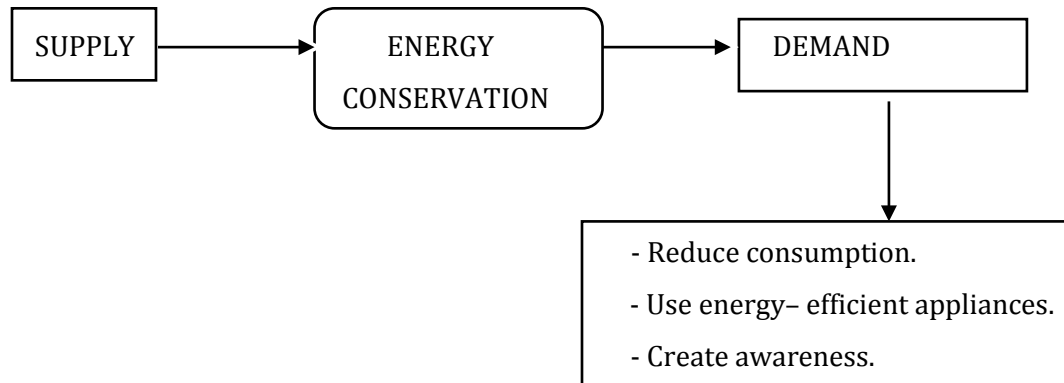 SUPPLY
ENERGY
CONSERVATION
DEMAND
- Reduce consumption.
- Use energy– efficient appliances.
- Create awareness.